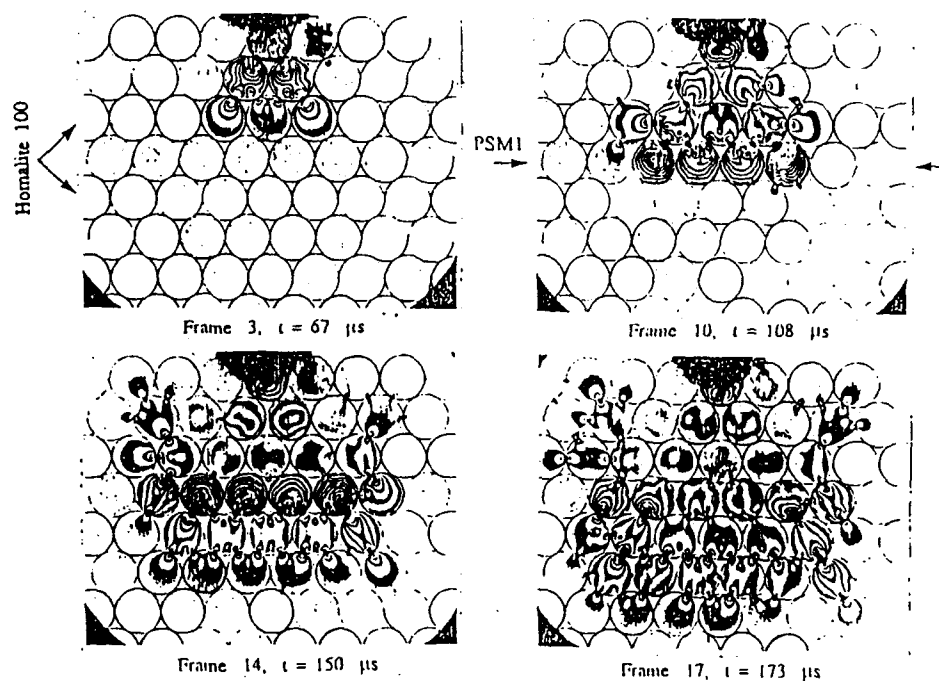 Homalite 100
PSM1
Frame 3, t = 67 μs
Frame 10, t = 108 μs
Frame 14, t = 150 μs
Frame 17, t = 173 μs